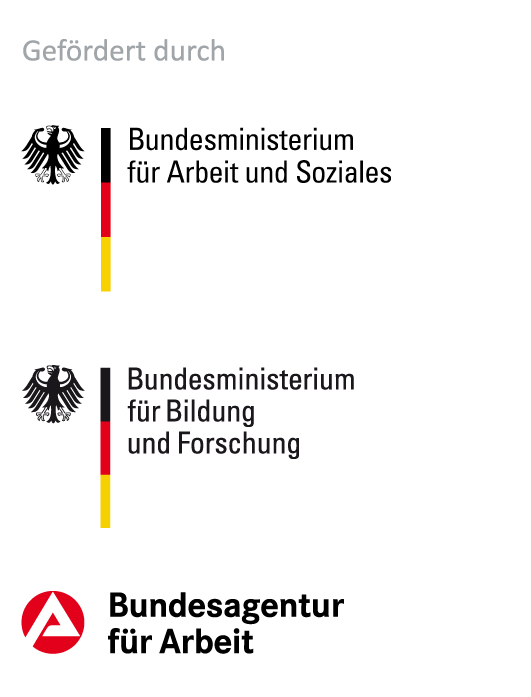 Gefördert durch
Bundesministerium
für Arbeit und Soziales
Bundesministerium
für Bildung
und Forschung
Bundesagentur
für Arbeit